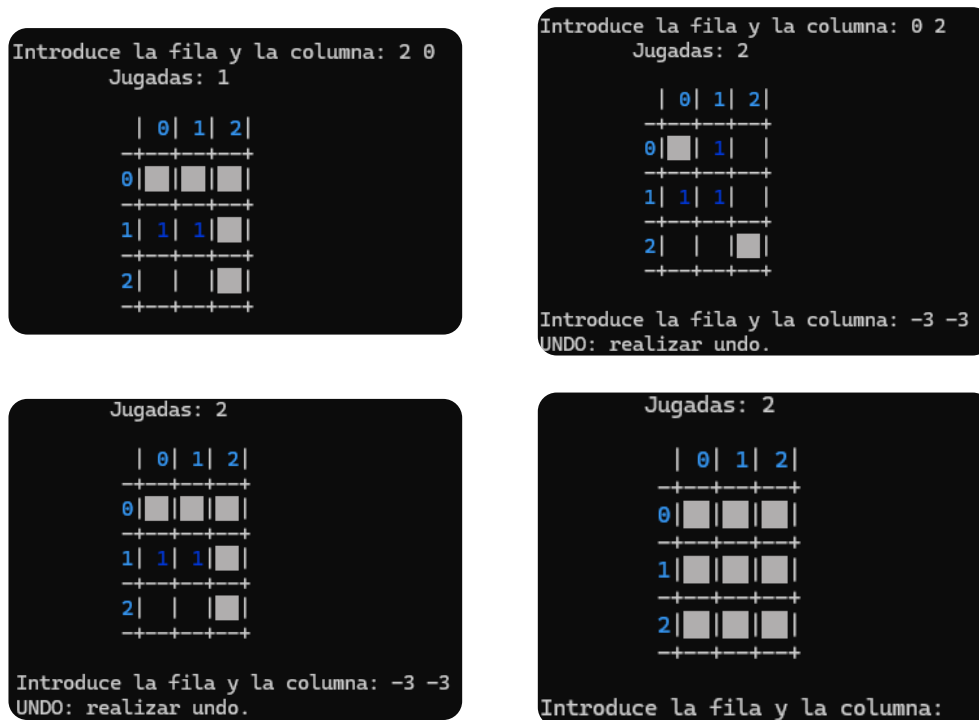 Introduce la fila y la columna: 2 0
Jugadas: 1
| 0| 1| 2|
-+--+--+--+
0| | | |
-+--+--+--+
1| 1| 1| |
-+--+--+--+
2| | | |
-+--+--+--+
Introduce la fila y la columna: 0 2
Jugadas: 2
| 0| 1| 2|
-+--+--+--+
0| | 1| |
-+--+--+--+
1| 1| 1| |
-+--+--+--+
2| | | |
-+--+--+--+
Introduce la fila y la columna: -3 -3
UNDO: realizar undo.
Jugadas: 2
| 0| 1| 2|
-+--+--+--+
0| | | |
-+--+--+--+
1| 1| 1| |
-+--+--+--+
2| | | |
-+--+--+--+
Introduce la fila y la columna: -3 -3
UNDO: realizar undo.
Jugadas: 2
| 0| 1| 2|
-+--+--+--+
0| | | |
-+--+--+--+
1| | | |
-+--+--+--+
2| | | |
-+--+--+--+
Introduce la fila y la columna: